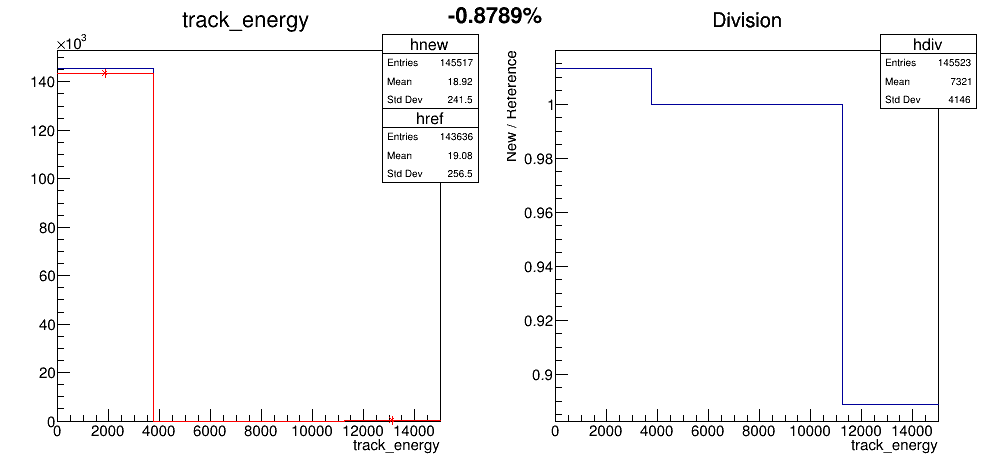 track_energy
-0.8789%
Division
×10³
140
120
100
80
60
40
20
0
0 2000 4000 6000 8000 10000 12000 14000
track_energy
hnew
Entries 145517
Mean 18.92
Std Dev 241.5
href
Entries 143636
Mean 19.08
Std Dev 256.5
New / Reference
1
0.98
0.96
0.94
0.92
0.9
0 2000 4000 6000 8000 10000 12000 14000
track_energy
hdiv
Entries 145523
Mean 7321
Std Dev 4146